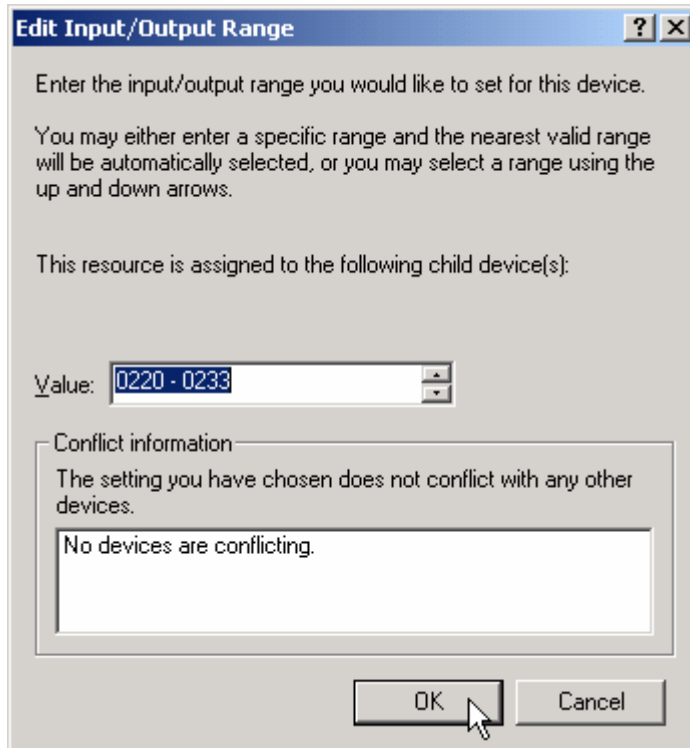 Edit Input/Output Range
Enter the input/output range you would like to set for this device.
You may either enter a specific range and the nearest valid range
will be automatically selected, or you may select a range using the
up and down arrows.
This resource is assigned to the following child device(s):
Value: 0220 - 0233
Conflict information
The setting you have chosen does not conflict with any other
devices.
No devices are conflicting.
OK Cancel